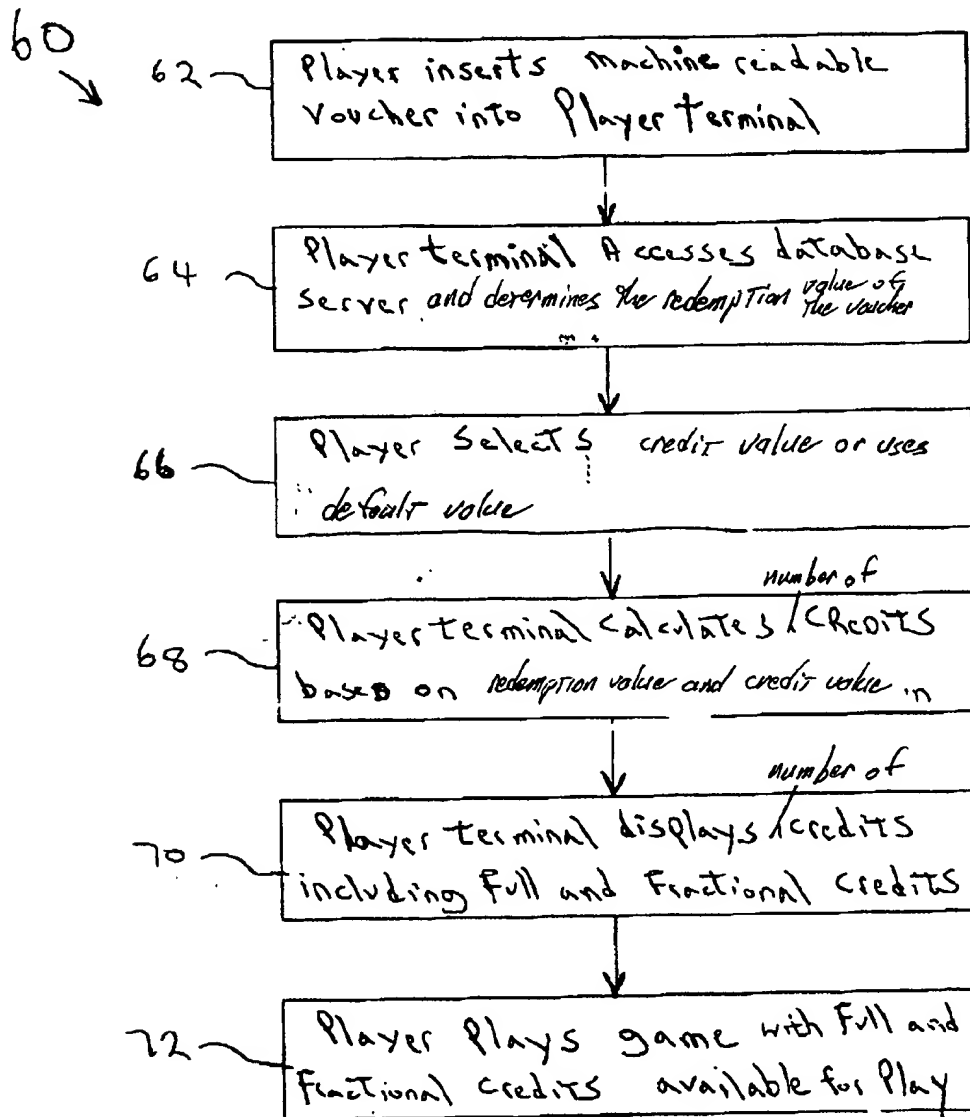 60
62
Player inserts machine readable
voucher into Player terminal
64
Player terminal Accesses database
server and determines the redemption value of
the voucher
66
Player Selects credit value or uses
default value
number of
68
Player terminal calculates credits
based on redemption value and credit value
number of
70
Player terminal displays credits
including Full and Fractional Credits
72
Player Plays game with Full and
Fractional credits available for Play